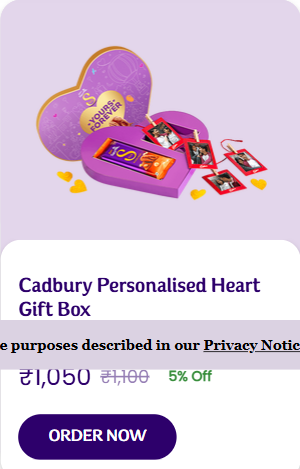 YOURS
FOREVER
Cadbury Personalised Heart
Gift Box
e purposes described in our Privacy Notic
₹1,050 ₹1,100 5% Off
ORDER NOW